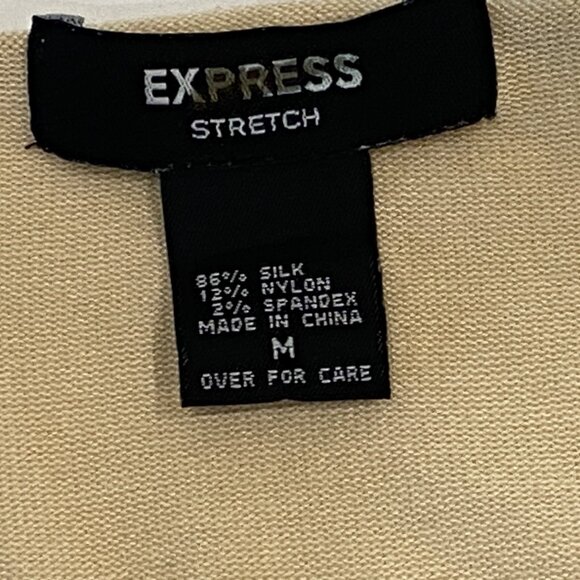 EXPRESS
STRETCH
86% SILK
12% NYLON
2% SPANDEX
MADE IN CHINA
M
OVER FOR CARE